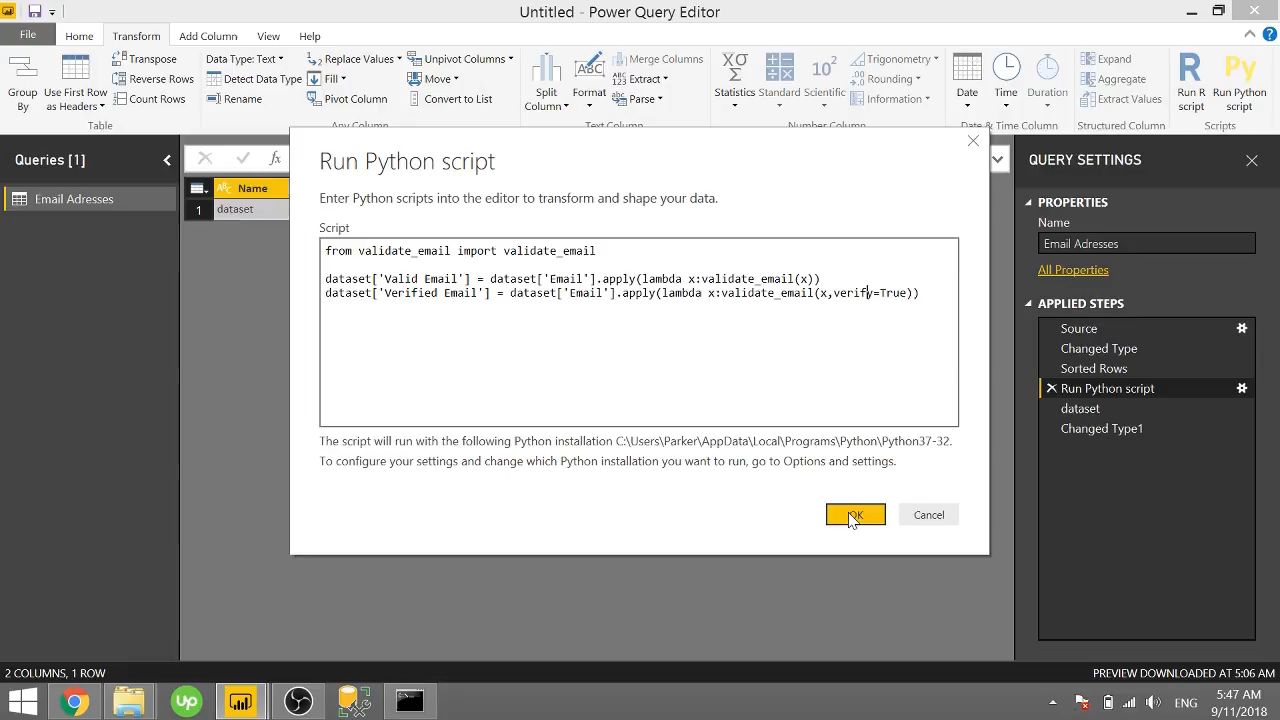 Untitled - Power Query Editor
File Home Transform Add Column View Help
Group By
Use First Row as Headers
Transpose
Reverse Rows
Count Rows
Table
Data Type: Text
Detect Data Type
Rename
Replace Values
Fill
Pivot Column
Unpivot Columns
Move
Convert to List
Any Column
Split Column
Format
Merge Columns
Extract
Parse
Text Column
Statistics
Standard
Scientific
10²
Trigonometry
Rounding
Information
Number Column
Date
Time
Duration
Date & Time Column
Expand
Aggregate
Extract Values
Structured Column
Run R script
Run Python script
Scripts
Queries [1]
Email Adresses
fx
Name
1 dataset
Run Python script
Enter Python scripts into the editor to transform and shape your data.
Script
from validate_email import validate_email
dataset['Valid Email'] = dataset['Email'].apply(lambda x:validate_email(x))
dataset['Verified Email'] = dataset['Email'].apply(lambda x:validate_email(x,verify=True))
The script will run with the following Python installation C:\Users\Parker\AppData\Local\Programs\Python\Python37-32.
To configure your settings and change which Python installation you want to run, go to Options and settings.
OK Cancel
QUERY SETTINGS
PROPERTIES
Name
Email Adresses
All Properties
APPLIED STEPS
Source
Changed Type
Sorted Rows
Run Python script
dataset
Changed Type1
2 COLUMNS, 1 ROW
PREVIEW DOWNLOADED AT 5:06 AM
Up
ENG
5:47 AM
9/11/2018